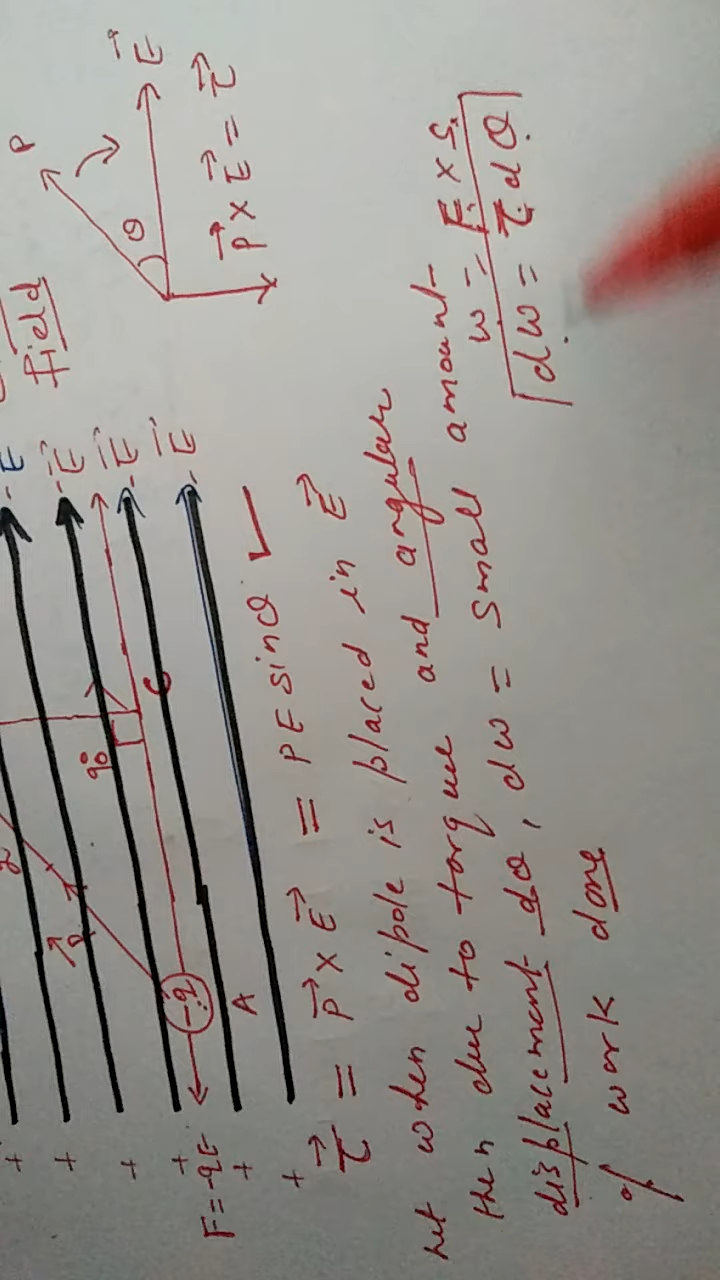 field
P
θ
E⃗
P⃗ × E⃗ = τ⃗
E
E⃗
E⃗
E⃗
90°
C
-q
A
F = -qE
+
+
+
+
+
+
τ⃗ = P⃗ × E⃗ = PE sinθ ✓
Let when dipole is placed in E⃗
then due to torque and angular
displacement dθ, dw = small amount
of work done
w = F × S
dw = τ dθ